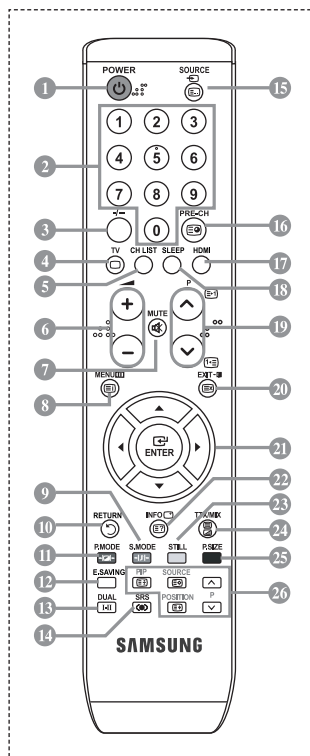 POWER SOURCE
1 15
1 2 3
2
4 5 6
7 8 9
-/-- 0 PRE-CH
3 16
TV CH LIST SLEEP HDMI
4 17
5 18
+ P
6 MUTE 19
7
−
MENU EXIT
8 20
ENTER
21
22
9 23
RETURN INFO TTX/MIX
10 24
P.MODE S.MODE STILL P.SIZE
11 25
E.SAVING PIP SOURCE
12 26
DUAL SRS POSITION P
13 I-II
14
SAMSUNG